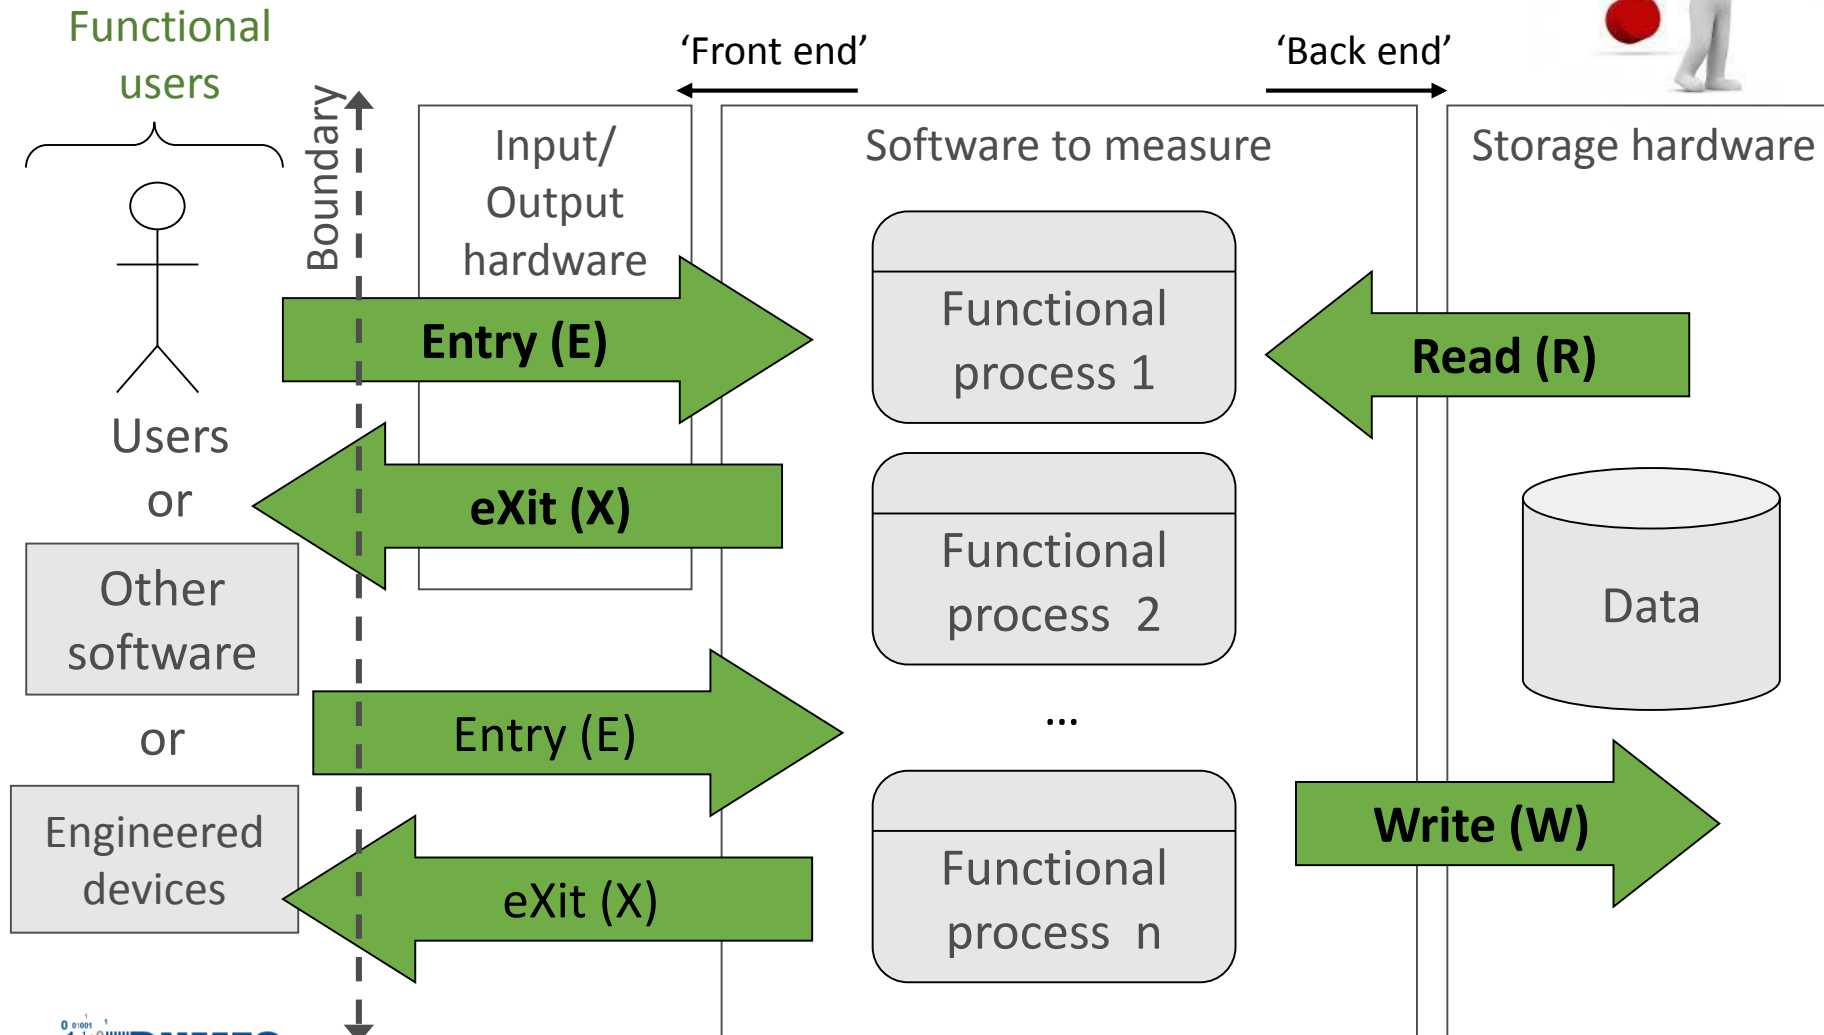 Functional
users
Boundary
‘Front end’
‘Back end’
Input/
Output
hardware
Software to measure
Storage hardware
Entry (E)
Functional
process 1
Read (R)
Users
or
eXit (X)
Functional
process 2
Other
software
Data
or
Entry (E)
...
Engineered
devices
eXit (X)
Functional
process n
Write (W)